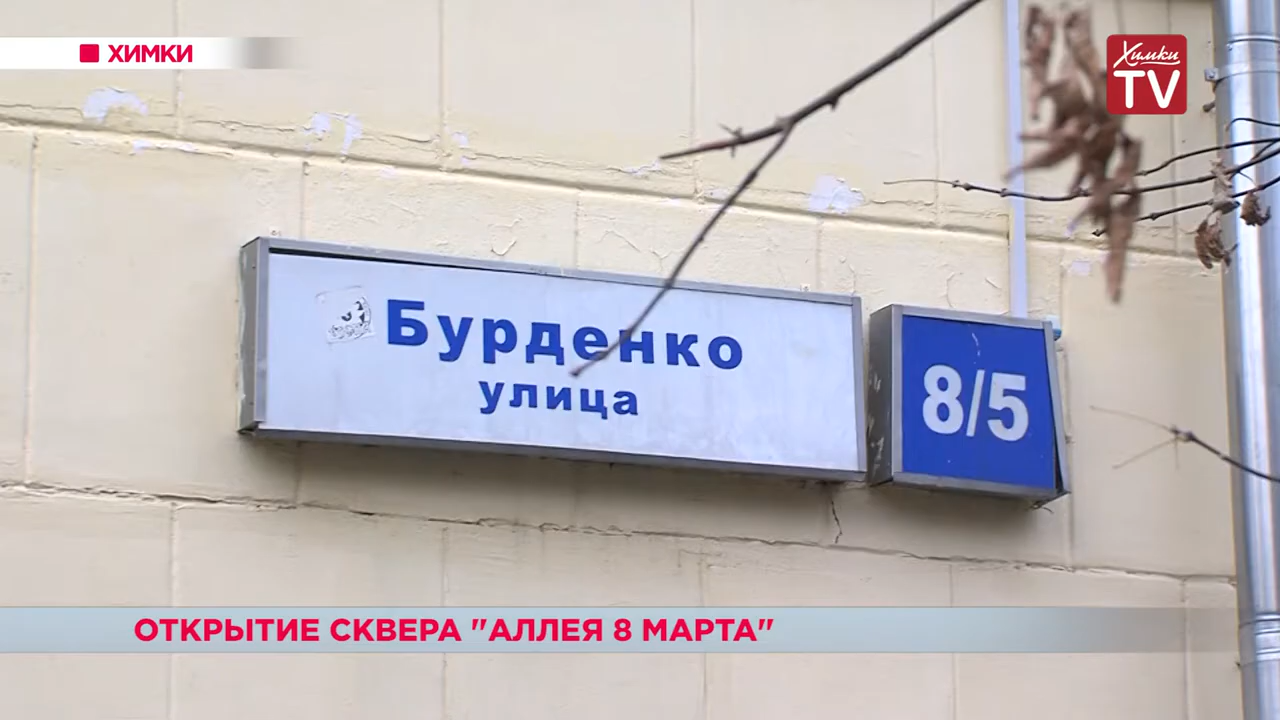 ХИМКИ
Химки
TV
Бурденко
улица
8/5
ОТКРЫТИЕ СКВЕРА "АЛЛЕЯ 8 МАРТА"